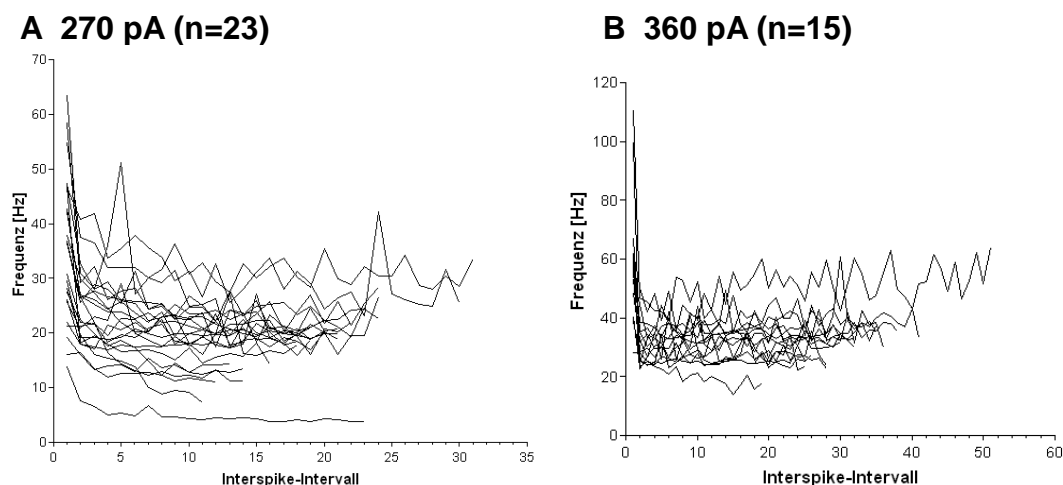 A 270 pA (n=23)
70
60
50
40
30
20
10
0
Frequenz [Hz]
0 5 10 15 20 25 30 35
Interspike-Intervall
B 360 pA (n=15)
120
100
80
60
40
20
0
Frequenz [Hz]
0 10 20 30 40 50 60
Interspike-Intervall